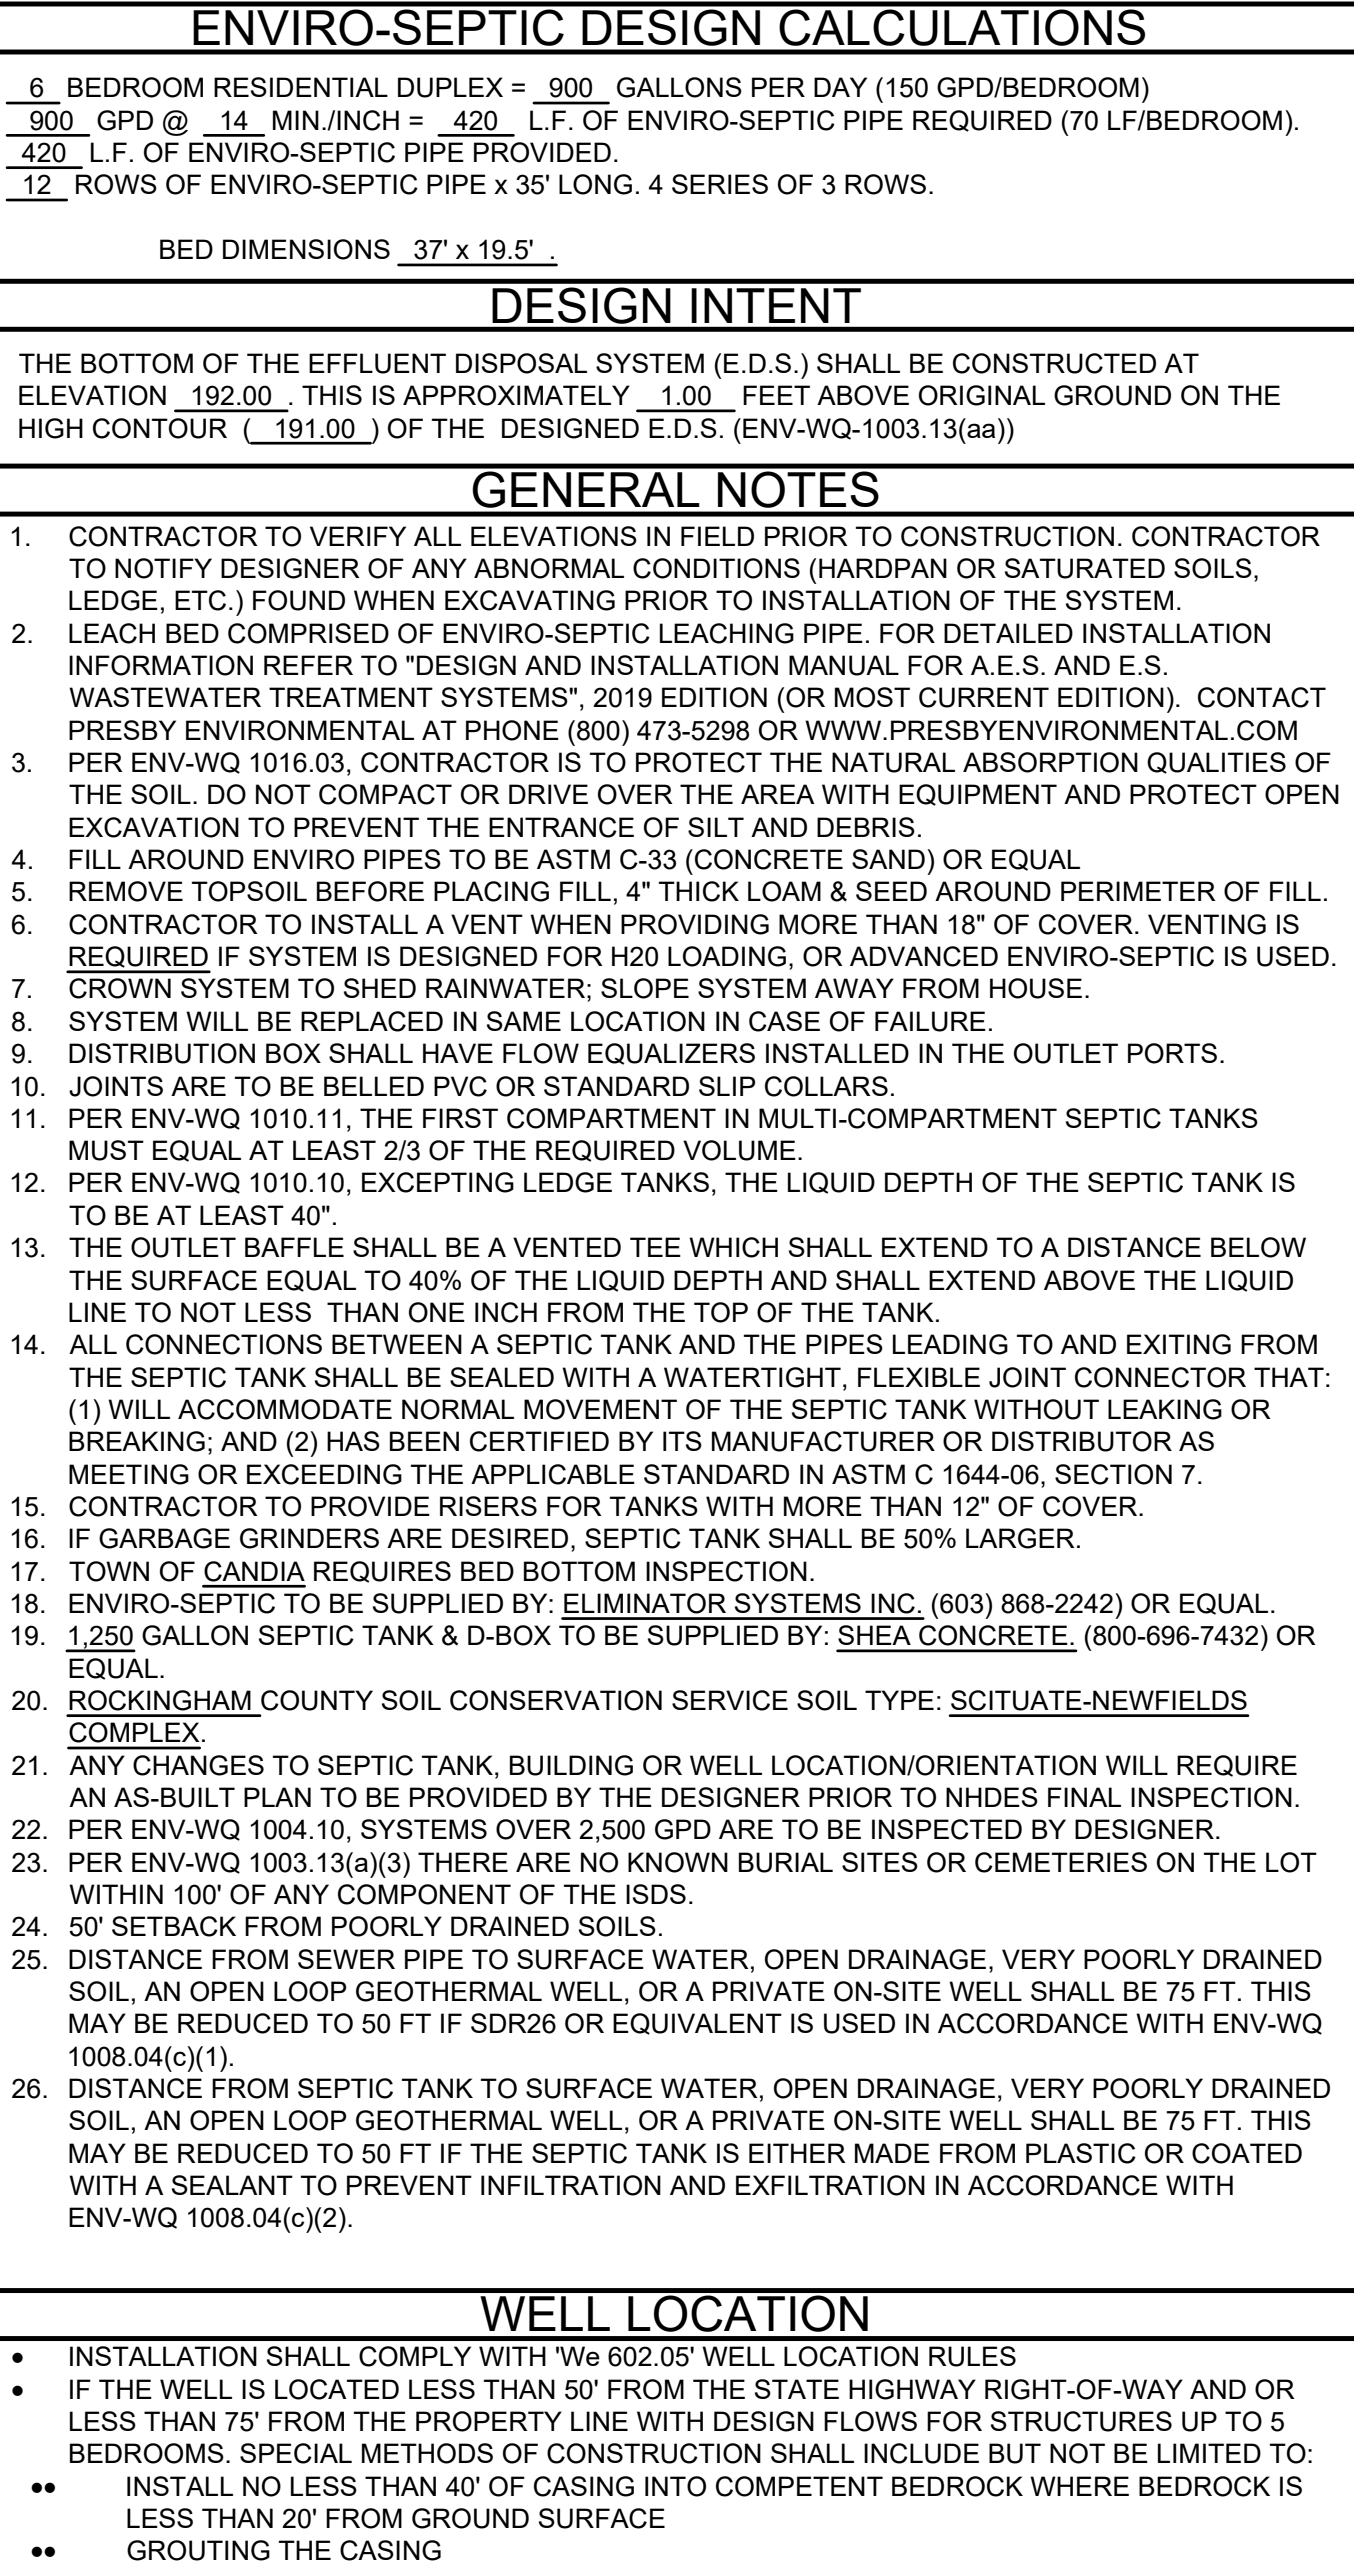 ENVIRO-SEPTIC DESIGN CALCULATIONS
6 BEDROOM RESIDENTIAL DUPLEX = 900 GALLONS PER DAY (150 GPD/BEDROOM)
900 GPD @ 14 MIN./INCH = 420 L.F. OF ENVIRO-SEPTIC PIPE REQUIRED (70 LF/BEDROOM).
420 L.F. OF ENVIRO-SEPTIC PIPE PROVIDED.
12 ROWS OF ENVIRO-SEPTIC PIPE x 35' LONG. 4 SERIES OF 3 ROWS.
BED DIMENSIONS 37' x 19.5' .
DESIGN INTENT
THE BOTTOM OF THE EFFLUENT DISPOSAL SYSTEM (E.D.S.) SHALL BE CONSTRUCTED AT
ELEVATION 192.00 . THIS IS APPROXIMATELY 1.00 FEET ABOVE ORIGINAL GROUND ON THE
HIGH CONTOUR ( 191.00 ) OF THE DESIGNED E.D.S. (ENV-WQ-1003.13(aa))
GENERAL NOTES
1. CONTRACTOR TO VERIFY ALL ELEVATIONS IN FIELD PRIOR TO CONSTRUCTION. CONTRACTOR
TO NOTIFY DESIGNER OF ANY ABNORMAL CONDITIONS (HARDPAN OR SATURATED SOILS,
LEDGE, ETC.) FOUND WHEN EXCAVATING PRIOR TO INSTALLATION OF THE SYSTEM.
2. LEACH BED COMPRISED OF ENVIRO-SEPTIC LEACHING PIPE. FOR DETAILED INSTALLATION
INFORMATION REFER TO "DESIGN AND INSTALLATION MANUAL FOR A.E.S. AND E.S.
WASTEWATER TREATMENT SYSTEMS", 2019 EDITION (OR MOST CURRENT EDITION). CONTACT
PRESBY ENVIRONMENTAL AT PHONE (800) 473-5298 OR WWW.PRESBYENVIRONMENTAL.COM
3. PER ENV-WQ 1016.03, CONTRACTOR IS TO PROTECT THE NATURAL ABSORPTION QUALITIES OF
THE SOIL. DO NOT COMPACT OR DRIVE OVER THE AREA WITH EQUIPMENT AND PROTECT OPEN
EXCAVATION TO PREVENT THE ENTRANCE OF SILT AND DEBRIS.
4. FILL AROUND ENVIRO PIPES TO BE ASTM C-33 (CONCRETE SAND) OR EQUAL
5. REMOVE TOPSOIL BEFORE PLACING FILL, 4" THICK LOAM & SEED AROUND PERIMETER OF FILL.
6. CONTRACTOR TO INSTALL A VENT WHEN PROVIDING MORE THAN 18" OF COVER. VENTING IS
REQUIRED IF SYSTEM IS DESIGNED FOR H20 LOADING, OR ADVANCED ENVIRO-SEPTIC IS USED.
7. CROWN SYSTEM TO SHED RAINWATER; SLOPE SYSTEM AWAY FROM HOUSE.
8. SYSTEM WILL BE REPLACED IN SAME LOCATION IN CASE OF FAILURE.
9. DISTRIBUTION BOX SHALL HAVE FLOW EQUALIZERS INSTALLED IN THE OUTLET PORTS.
10. JOINTS ARE TO BE BELLED PVC OR STANDARD SLIP COLLARS.
11. PER ENV-WQ 1010.11, THE FIRST COMPARTMENT IN MULTI-COMPARTMENT SEPTIC TANKS
MUST EQUAL AT LEAST 2/3 OF THE REQUIRED VOLUME.
12. PER ENV-WQ 1010.10, EXCEPTING LEDGE TANKS, THE LIQUID DEPTH OF THE SEPTIC TANK IS
TO BE AT LEAST 40".
13. THE OUTLET BAFFLE SHALL BE A VENTED TEE WHICH SHALL EXTEND TO A DISTANCE BELOW
THE SURFACE EQUAL TO 40% OF THE LIQUID DEPTH AND SHALL EXTEND ABOVE THE LIQUID
LINE TO NOT LESS THAN ONE INCH FROM THE TOP OF THE TANK.
14. ALL CONNECTIONS BETWEEN A SEPTIC TANK AND THE PIPES LEADING TO AND EXITING FROM
THE SEPTIC TANK SHALL BE SEALED WITH A WATERTIGHT, FLEXIBLE JOINT CONNECTOR THAT:
(1) WILL ACCOMMODATE NORMAL MOVEMENT OF THE SEPTIC TANK WITHOUT LEAKING OR
BREAKING; AND (2) HAS BEEN CERTIFIED BY ITS MANUFACTURER OR DISTRIBUTOR AS
MEETING OR EXCEEDING THE APPLICABLE STANDARD IN ASTM C 1644-06, SECTION 7.
15. CONTRACTOR TO PROVIDE RISERS FOR TANKS WITH MORE THAN 12" OF COVER.
16. IF GARBAGE GRINDERS ARE DESIRED, SEPTIC TANK SHALL BE 50% LARGER.
17. TOWN OF CANDIA REQUIRES BED BOTTOM INSPECTION.
18. ENVIRO-SEPTIC TO BE SUPPLIED BY: ELIMINATOR SYSTEMS INC. (603) 868-2242) OR EQUAL.
19. 1,250 GALLON SEPTIC TANK & D-BOX TO BE SUPPLIED BY: SHEA CONCRETE. (800-696-7432) OR
EQUAL.
20. ROCKINGHAM COUNTY SOIL CONSERVATION SERVICE SOIL TYPE: SCITUATE-NEWFIELDS
COMPLEX.
21. ANY CHANGES TO SEPTIC TANK, BUILDING OR WELL LOCATION/ORIENTATION WILL REQUIRE
AN AS-BUILT PLAN TO BE PROVIDED BY THE DESIGNER PRIOR TO NHDES FINAL INSPECTION.
22. PER ENV-WQ 1004.10, SYSTEMS OVER 2,500 GPD ARE TO BE INSPECTED BY DESIGNER.
23. PER ENV-WQ 1003.13(a)(3) THERE ARE NO KNOWN BURIAL SITES OR CEMETERIES ON THE LOT
WITHIN 100' OF ANY COMPONENT OF THE ISDS.
24. 50' SETBACK FROM POORLY DRAINED SOILS.
25. DISTANCE FROM SEWER PIPE TO SURFACE WATER, OPEN DRAINAGE, VERY POORLY DRAINED
SOIL, AN OPEN LOOP GEOTHERMAL WELL, OR A PRIVATE ON-SITE WELL SHALL BE 75 FT. THIS
MAY BE REDUCED TO 50 FT IF SDR26 OR EQUIVALENT IS USED IN ACCORDANCE WITH ENV-WQ
1008.04(c)(1).
26. DISTANCE FROM SEPTIC TANK TO SURFACE WATER, OPEN DRAINAGE, VERY POORLY DRAINED
SOIL, AN OPEN LOOP GEOTHERMAL WELL, OR A PRIVATE ON-SITE WELL SHALL BE 75 FT. THIS
MAY BE REDUCED TO 50 FT IF THE SEPTIC TANK IS EITHER MADE FROM PLASTIC OR COATED
WITH A SEALANT TO PREVENT INFILTRATION AND EXFILTRATION IN ACCORDANCE WITH
ENV-WQ 1008.04(c)(2).
WELL LOCATION
• INSTALLATION SHALL COMPLY WITH 'We 602.05' WELL LOCATION RULES
• IF THE WELL IS LOCATED LESS THAN 50' FROM THE STATE HIGHWAY RIGHT-OF-WAY AND OR
LESS THAN 75' FROM THE PROPERTY LINE WITH DESIGN FLOWS FOR STRUCTURES UP TO 5
BEDROOMS. SPECIAL METHODS OF CONSTRUCTION SHALL INCLUDE BUT NOT BE LIMITED TO:
•• INSTALL NO LESS THAN 40' OF CASING INTO COMPETENT BEDROCK WHERE BEDROCK IS
LESS THAN 20' FROM GROUND SURFACE
•• GROUTING THE CASING